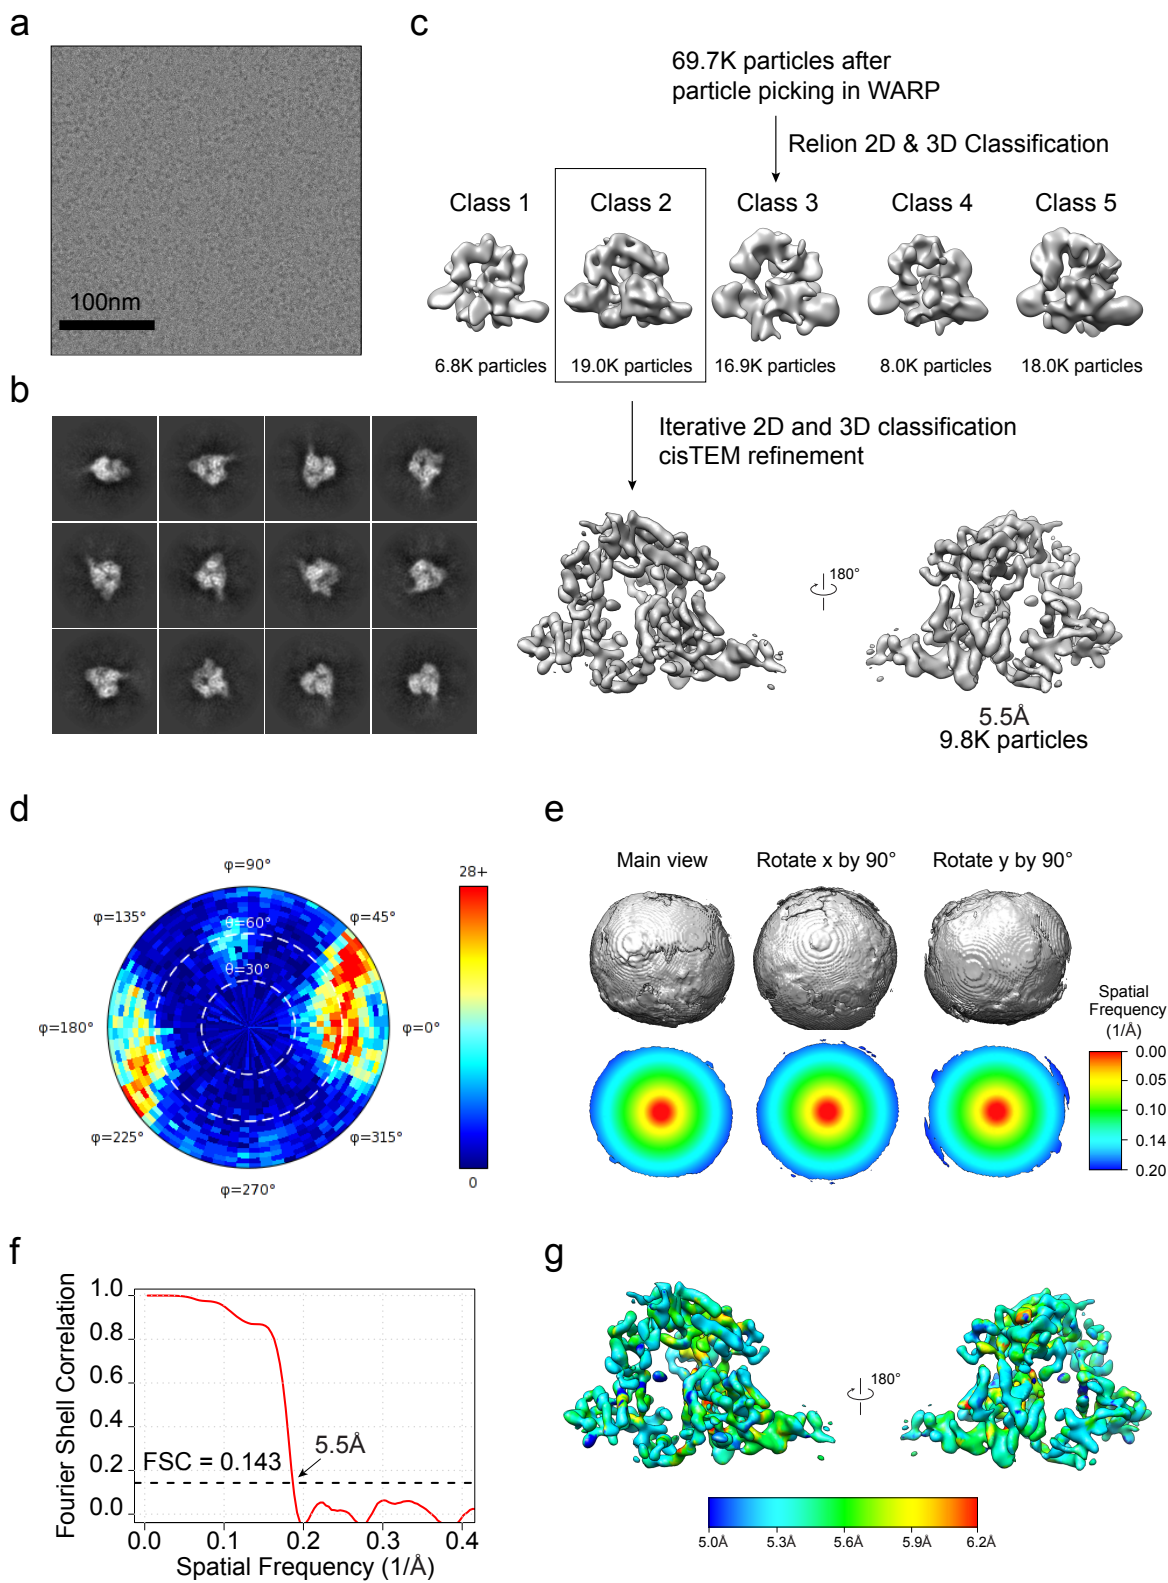 a
100nm
b
c
69.7K particles after
particle picking in WARP
Relion 2D & 3D Classification
Class 1
Class 2
Class 3
Class 4
Class 5
6.8K particles
19.0K particles
16.9K particles
8.0K particles
18.0K particles
Iterative 2D and 3D classification
cisTEM refinement
180°
5.5Å
9.8K particles
d
φ=90°
φ=135°
φ=45°
θ=60°
θ=30°
φ=180°
φ=0°
φ=225°
φ=315°
φ=270°
28+
0
e
Main view
Rotate x by 90°
Rotate y by 90°
Spatial
Frequency
(1/Å)
0.00
0.05
0.10
0.14
0.20
f
Fourier Shell Correlation
1.0
0.8
0.6
0.4
0.2
0.0
FSC = 0.143
5.5Å
0.0
0.1
0.2
0.3
0.4
Spatial Frequency (1/Å)
g
180°
5.0Å
5.3Å
5.6Å
5.9Å
6.2Å